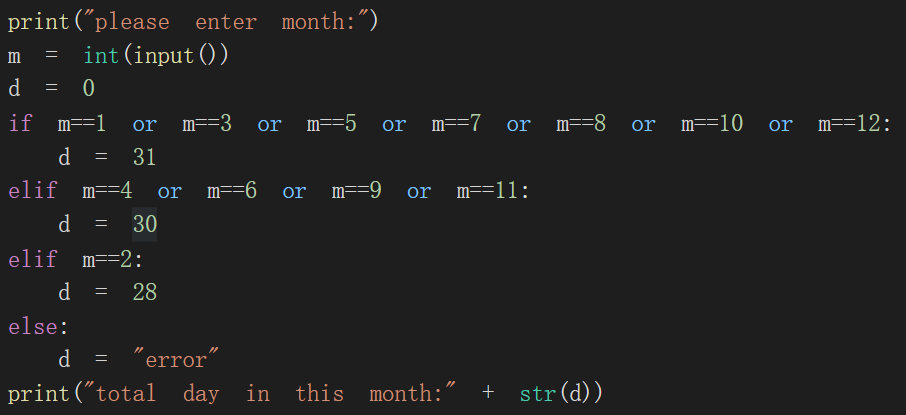 print("please enter month:")
m = int(input())
d = 0
if m==1 or m==3 or m==5 or m==7 or m==8 or m==10 or m==12:
    d = 31
elif m==4 or m==6 or m==9 or m==11:
    d = 30
elif m==2:
    d = 28
else:
    d = "error"
print("total day in this month:" + str(d))